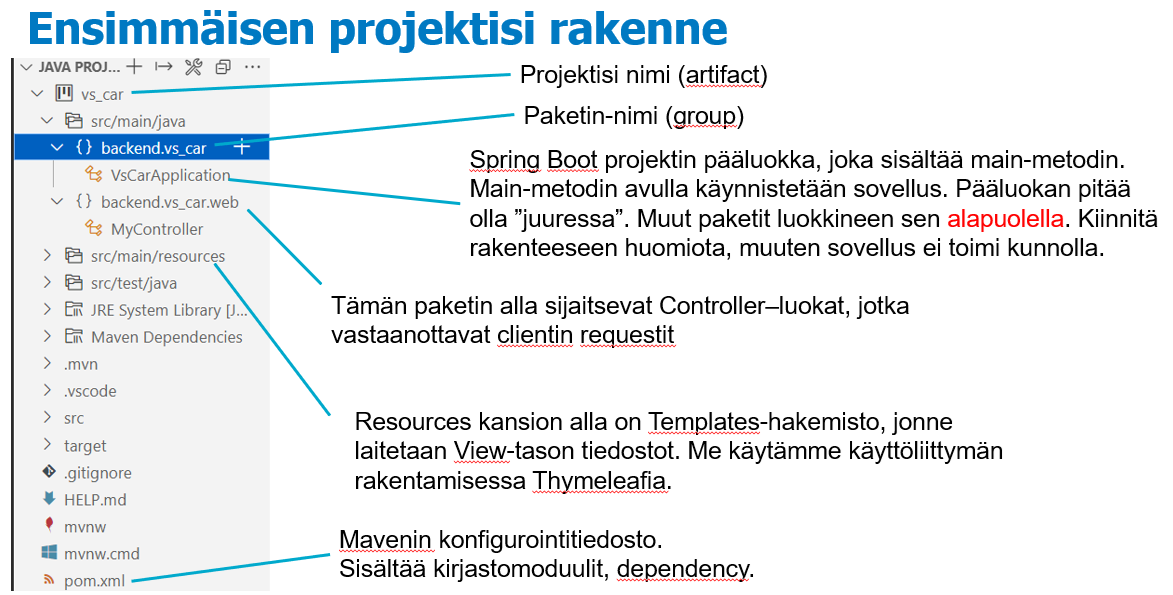 Ensimmäisen projektisi rakenne
JAVA PROJ...
vs_car
src/main/java
{} backend.vs_car
VsCarApplication
{} backend.vs_car.web
MyController
src/main/resources
src/test/java
JRE System Library [J...
Maven Dependencies
.mvn
.vscode
src
target
.gitignore
HELP.md
mvnw
mvnw.cmd
pom.xml
Projektisi nimi (artifact)
Paketin-nimi (group)
Spring Boot projektin pääluokka, joka sisältää main-metodin.
Main-metodin avulla käynnistetään sovellus. Pääluokan pitää
olla ”juuressa”. Muut paketit luokkineen sen alapuolella. Kiinnitä
rakenteeseen huomiota, muuten sovellus ei toimi kunnolla.
Tämän paketin alla sijaitsevat Controller–luokat, jotka
vastaanottavat clientin requestit
Resources kansion alla on Templates-hakemisto, jonne
laitetaan View-tason tiedostot. Me käytämme käyttöliittymän
rakentamisessa Thymeleafia.
Mavenin konfigurointitiedosto.
Sisältää kirjastomoduulit, dependency.